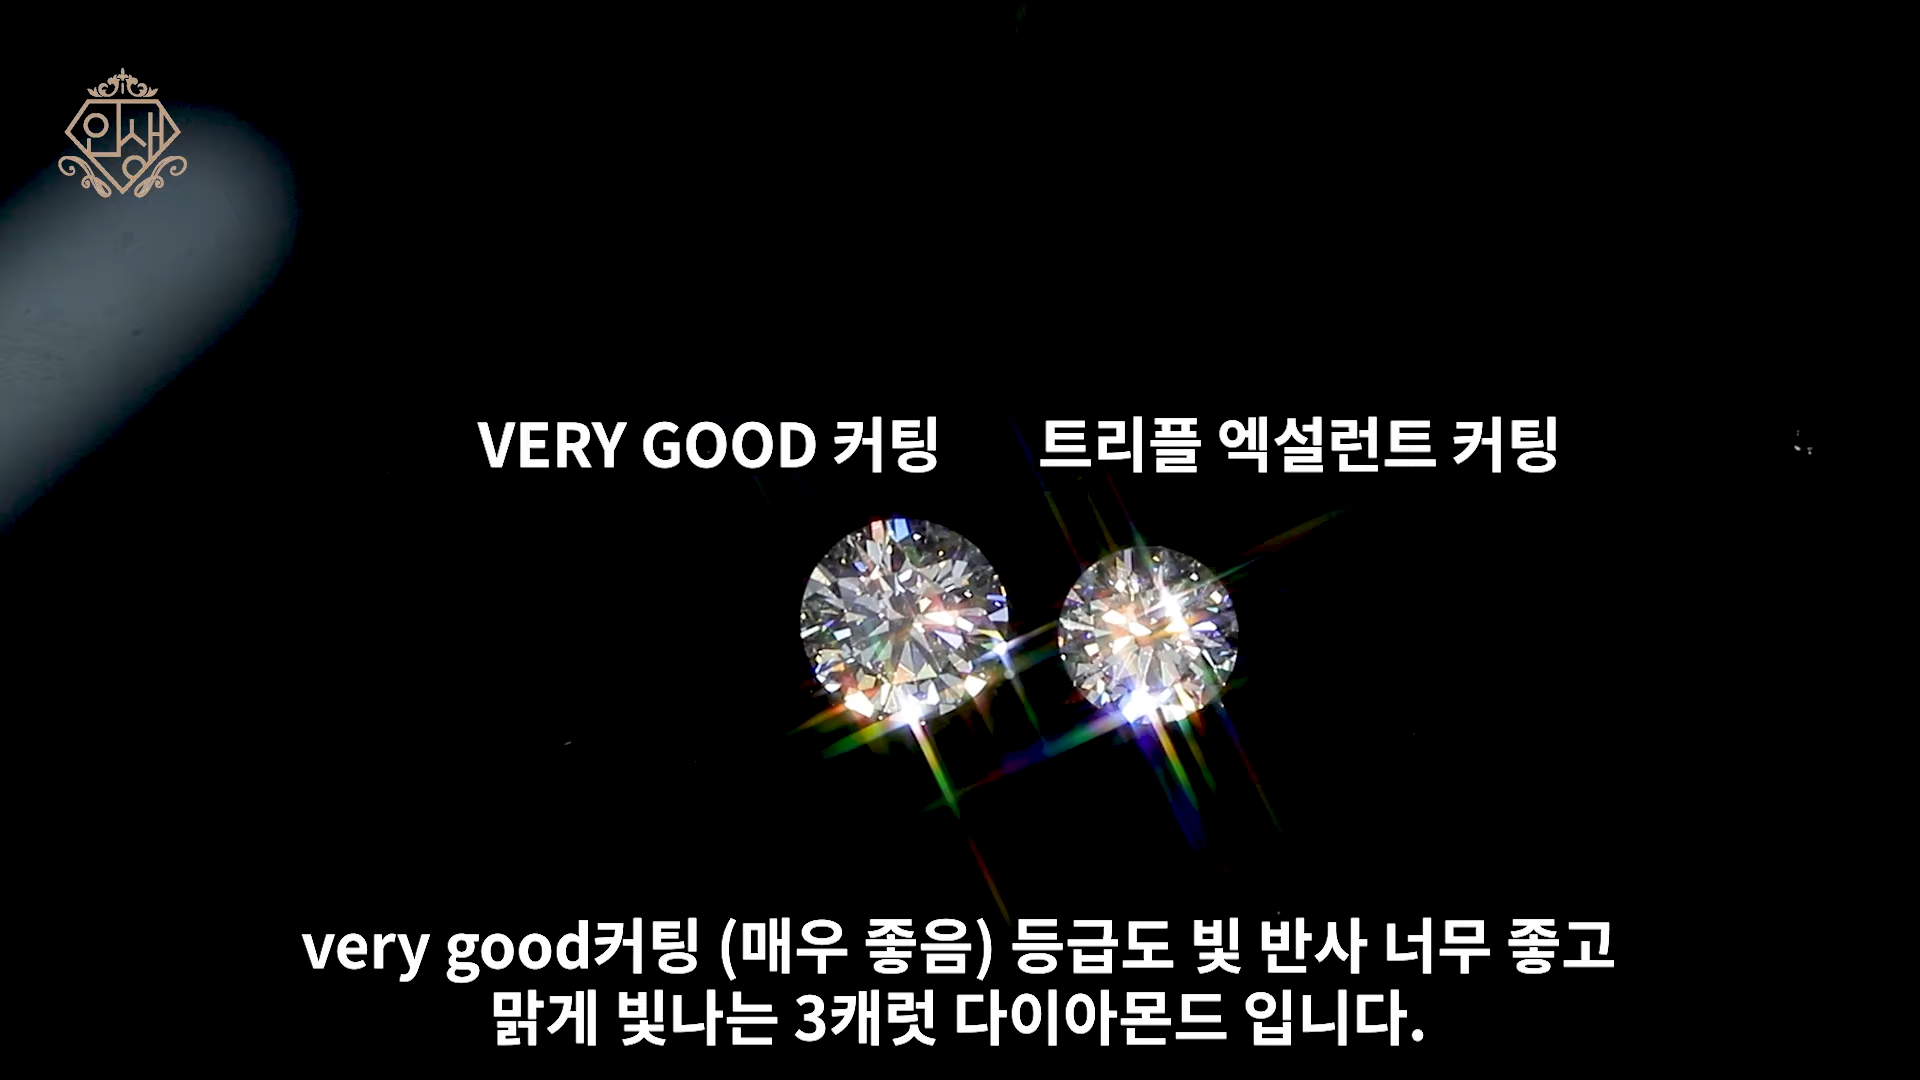 인생
VERY GOOD 커팅
트리플 엑설런트 커팅
very good커팅 (매우 좋음) 등급도 빛 반사 너무 좋고
맑게 빛나는 3캐럿 다이아몬드 입니다.